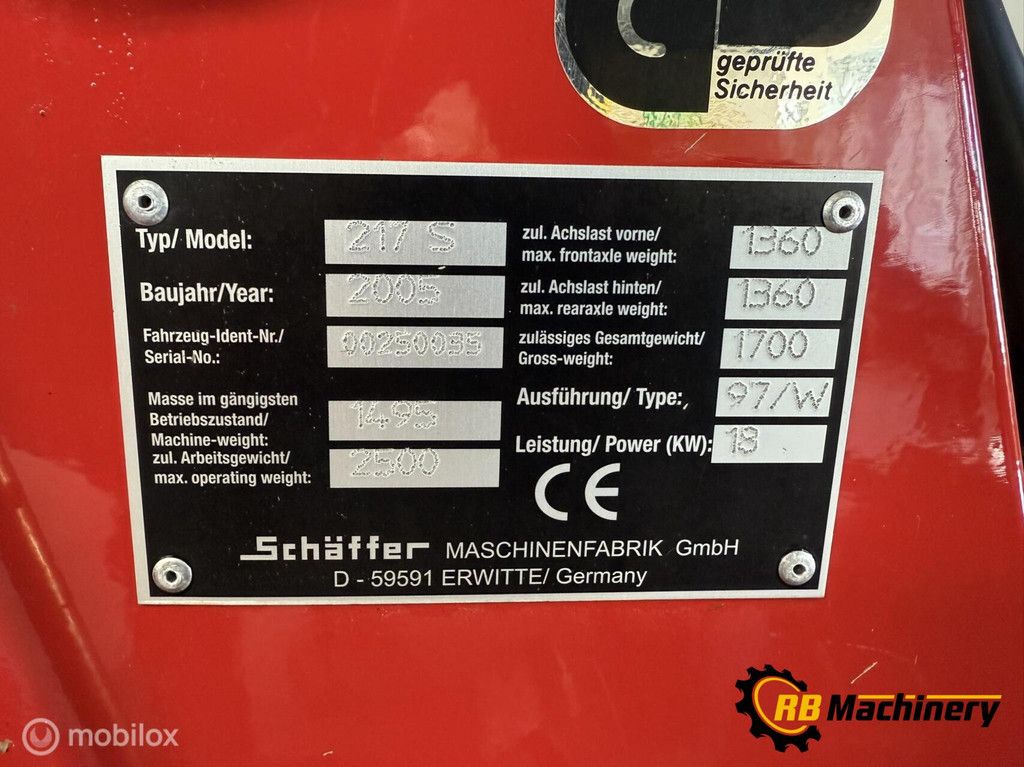 geprüfte
Sicherheit
Typ/ Model: 217 S
Baujahr/Year: 2005
Fahrzeug-Ident-Nr./
Serial-No.: 00250095
Masse im gängigsten
Betriebszustand/
Machine-weight: 1495
zul. Arbeitsgewicht/
max. operating weight: 2500
zul. Achslast vorne/
max. frontaxle weight: 1360
zul. Achslast hinten/
max. rearaxle weight: 1360
zulässiges Gesamtgewicht/
Gross-weight: 1700
Ausführung/ Type:, 97/W
Leistung/ Power (KW): 18
CE
Schäffer MASCHINENFABRIK GmbH
D - 59591 ERWITTE/ Germany
RB Machinery
mobilox